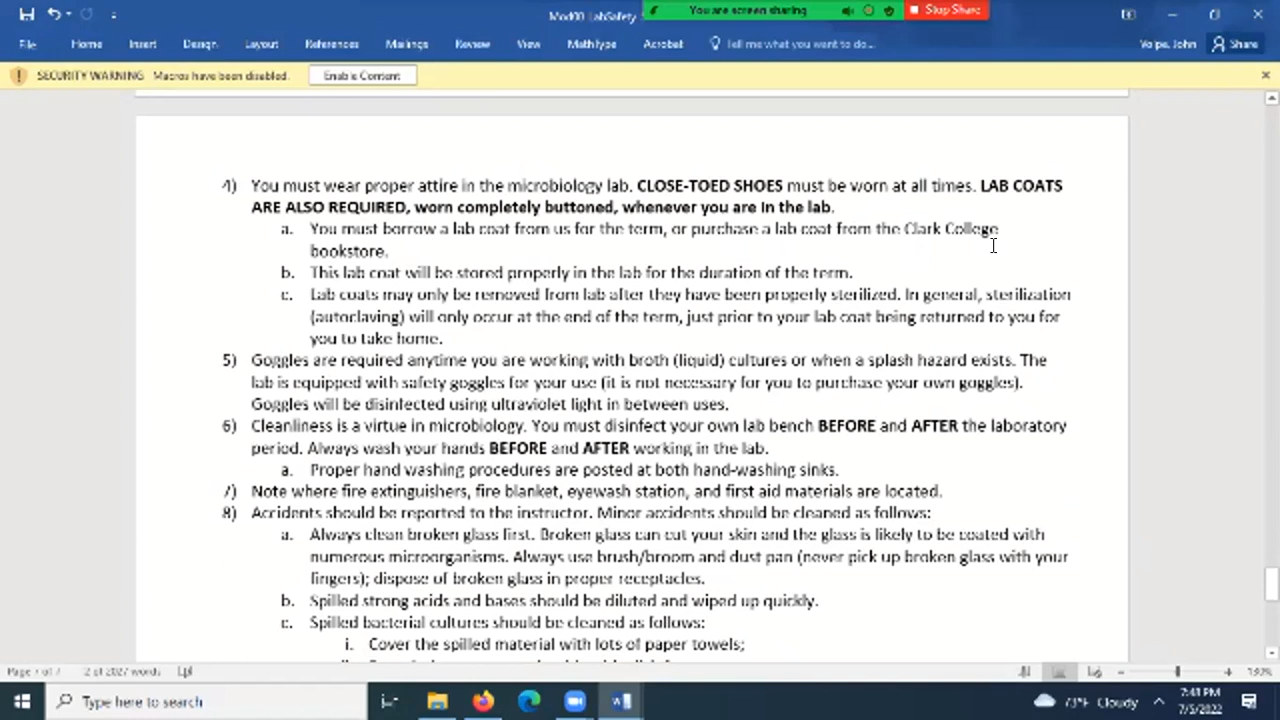 Mod00 LabSafety
You are screen sharing
Stop Share
File Home Insert Design Layout References Mailings Review View MathType Acrobat Tell me what you want to do... Volpe, John Share
SECURITY WARNING Macros have been disabled. Enable Content
4) You must wear proper attire in the microbiology lab. CLOSE-TOED SHOES must be worn at all times. LAB COATS
ARE ALSO REQUIRED, worn completely buttoned, whenever you are in the lab.
a. You must borrow a lab coat from us for the term, or purchase a lab coat from the Clark College
bookstore.
b. This lab coat will be stored properly in the lab for the duration of the term.
c. Lab coats may only be removed from lab after they have been properly sterilized. In general, sterilization
(autoclaving) will only occur at the end of the term, just prior to your lab coat being returned to you for
you to take home.
5) Goggles are required anytime you are working with broth (liquid) cultures or when a splash hazard exists. The
lab is equipped with safety goggles for your use (it is not necessary for you to purchase your own goggles).
Goggles will be disinfected using ultraviolet light in between uses.
6) Cleanliness is a virtue in microbiology. You must disinfect your own lab bench BEFORE and AFTER the laboratory
period. Always wash your hands BEFORE and AFTER working in the lab.
a. Proper hand washing procedures are posted at both hand-washing sinks.
7) Note where fire extinguishers, fire blanket, eyewash station, and first aid materials are located.
8) Accidents should be reported to the instructor. Minor accidents should be cleaned as follows:
a. Always clean broken glass first. Broken glass can cut your skin and the glass is likely to be coated with
numerous microorganisms. Always use brush/broom and dust pan (never pick up broken glass with your
fingers); dispose of broken glass in proper receptacles.
b. Spilled strong acids and bases should be diluted and wiped up quickly.
c. Spilled bacterial cultures should be cleaned as follows:
i. Cover the spilled material with lots of paper towels;
Page 7 of 7 2 of 2027 words
Type here to search
73°F Cloudy
7:48 PM
7/5/2022